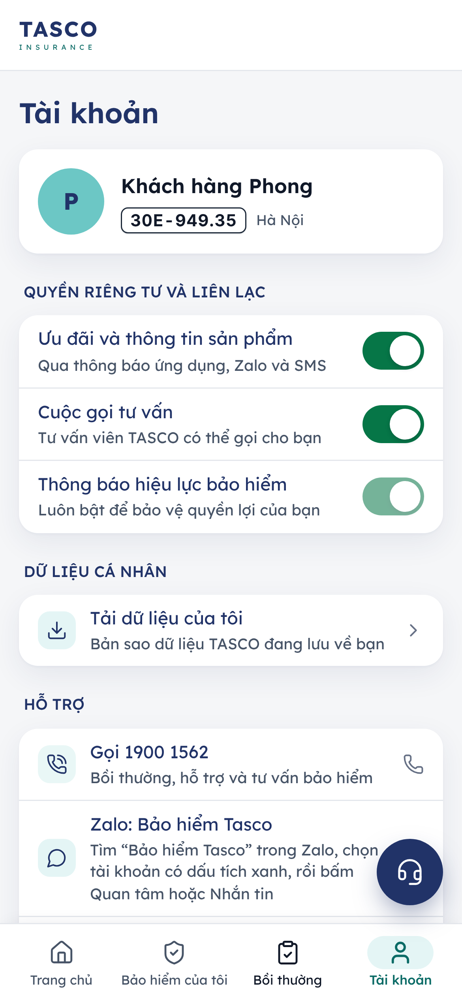 TASCO
INSURANCE
Tài khoản
P
Khách hàng Phong
30E-949.35
Hà Nội
QUYỀN RIÊNG TƯ VÀ LIÊN LẠC
Ưu đãi và thông tin sản phẩm
Qua thông báo ứng dụng, Zalo và SMS
Cuộc gọi tư vấn
Tư vấn viên TASCO có thể gọi cho bạn
Thông báo hiệu lực bảo hiểm
Luôn bật để bảo vệ quyền lợi của bạn
DỮ LIỆU CÁ NHÂN
Tải dữ liệu của tôi
Bản sao dữ liệu TASCO đang lưu về bạn
HỖ TRỢ
Gọi 1900 1562
Bồi thường, hỗ trợ và tư vấn bảo hiểm
Zalo: Bảo hiểm Tasco
Tìm “Bảo hiểm Tasco” trong Zalo, chọn
tài khoản có dấu tích xanh, rồi bấm
Quan tâm hoặc Nhắn tin
Trang chủ
Bảo hiểm của tôi
Bồi thường
Tài khoản